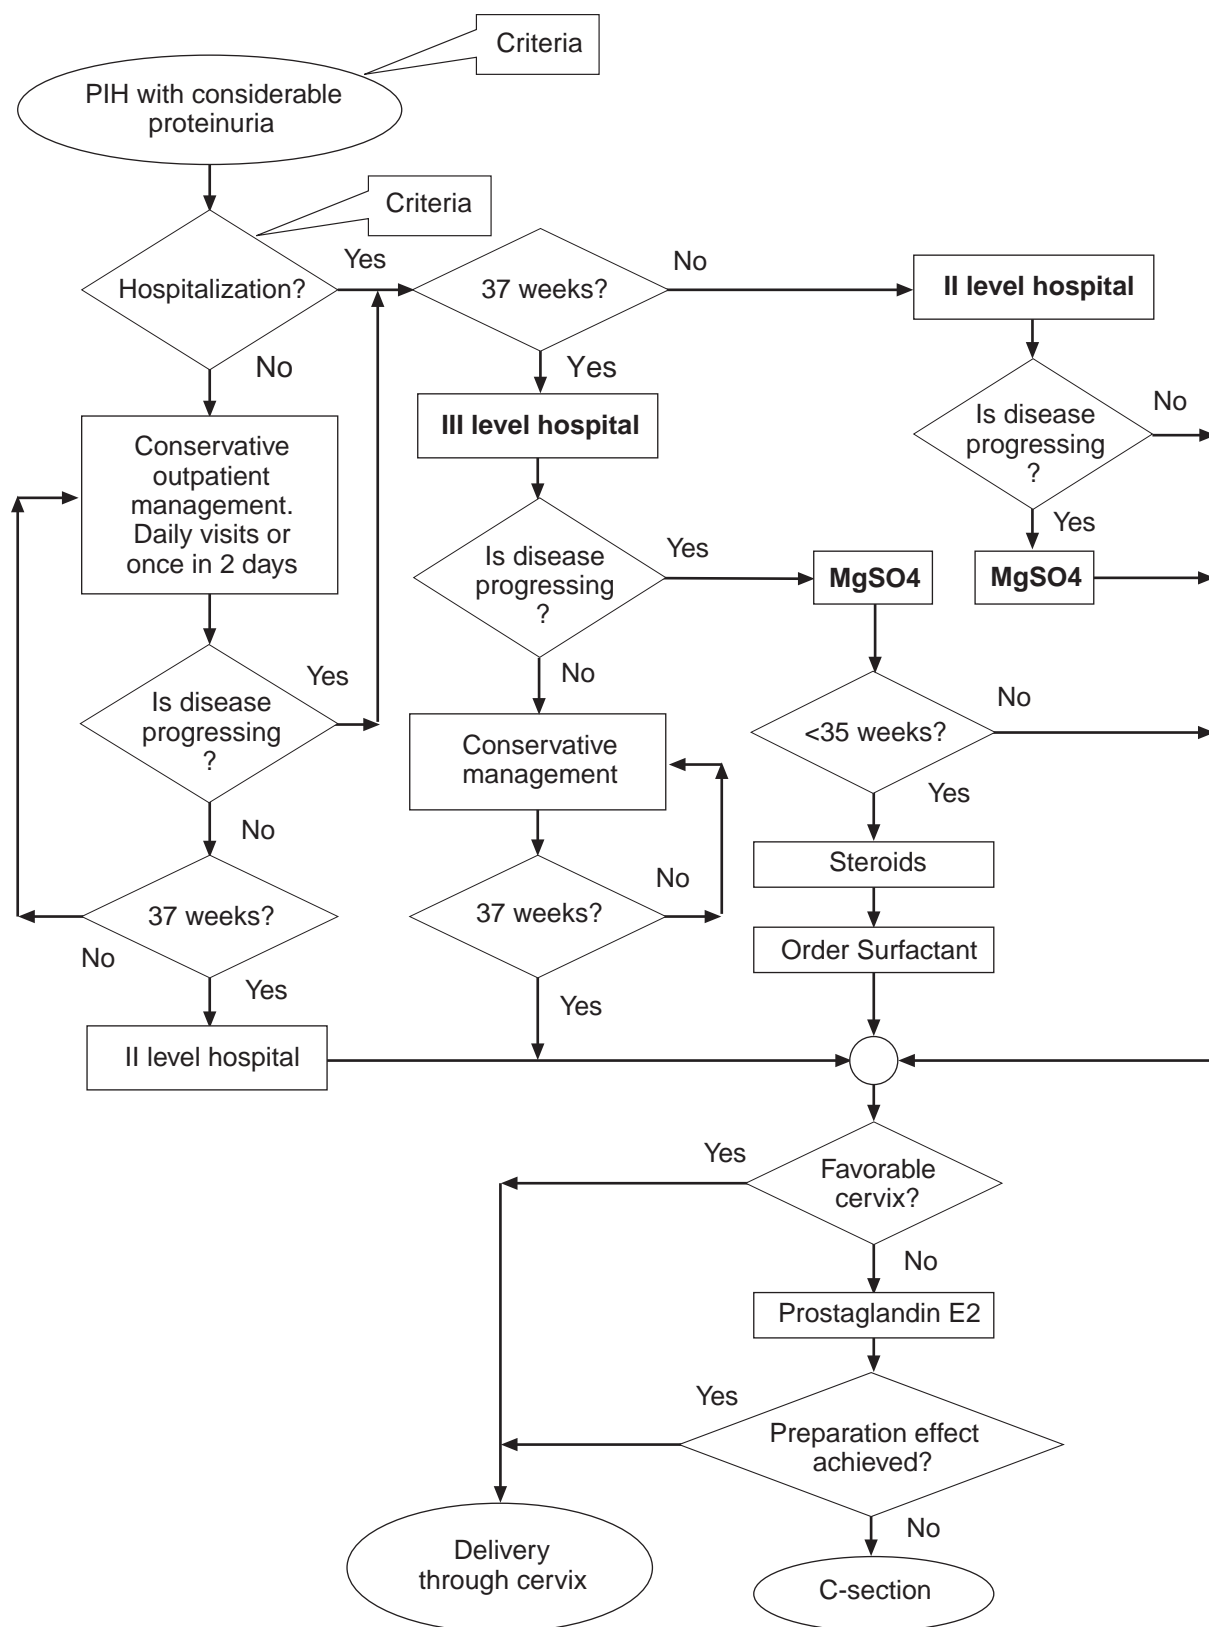 Criteria
PIH with considerable
proteinuria
Criteria
Hospitalization?
Yes
37 weeks?
No
II level hospital
No
Yes
Conservative
outpatient
management.
Daily visits or
once in 2 days
III level hospital
Is disease
progressing
?
No
Yes
MgSO4
Is disease
progressing
?
Yes
MgSO4
No
Is disease
progressing
?
Yes
No
Conservative
management
<35 weeks?
No
Yes
Steroids
Order Surfactant
37 weeks?
No
Yes
37 weeks?
No
Yes
II level hospital
Favorable
cervix?
Yes
No
Prostaglandin E2
Preparation effect
achieved?
Yes
No
Delivery
through cervix
C-section